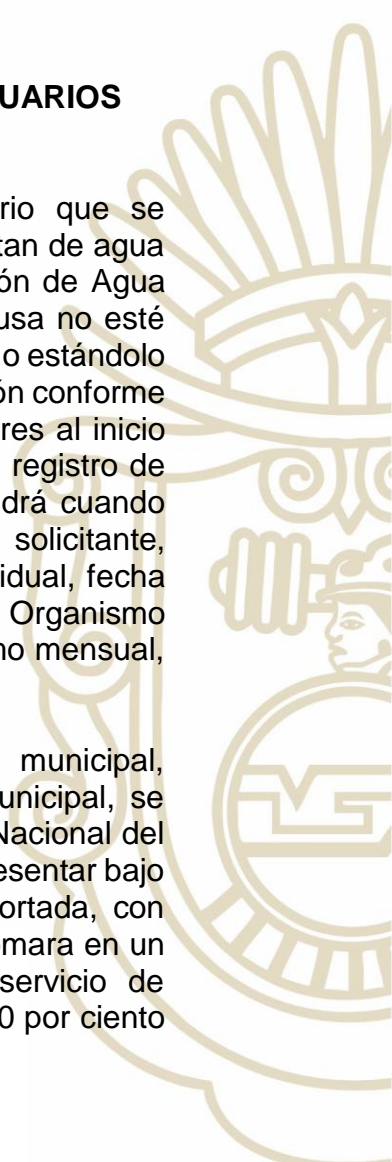 UARIOS
rio que se
tan de agua
ón de Agua
usa no esté
o estándolo
ón conforme
res al inicio
registro de
drá cuando
solicitante,
idual, fecha
Organismo
no mensual,
municipal,
unicipal, se
Nacional del
esentar bajo
ortada, con
omara en un
servicio de
0 por ciento